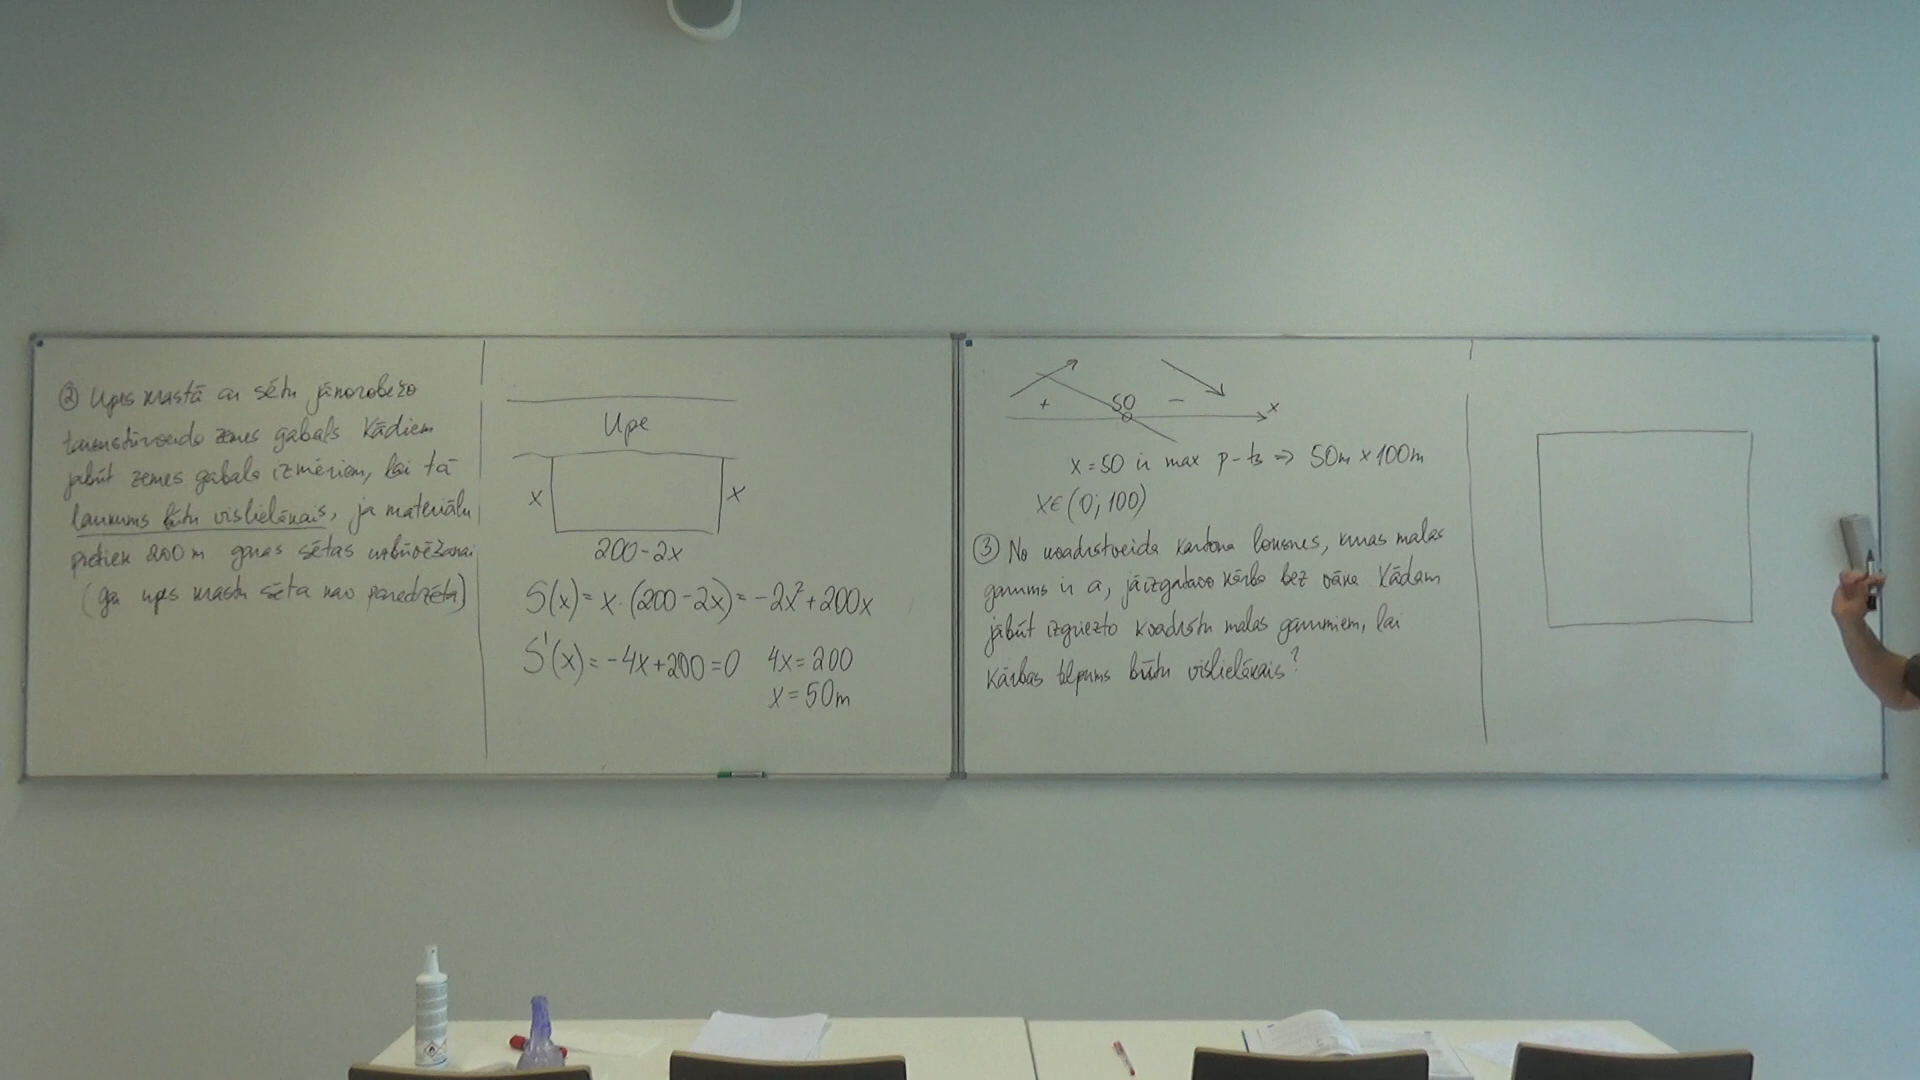 ② Upes krastā ar sētu jānorobežo
taisnstūrveida zemes gabals Kādiem
jābūt zemes gabala izmēriem, lai tā
laukums būtu vislielākais, ja materiālu
pietiek 200 m garas sētas uzbūvēšanai
(gar upes krastu sēta nav paredzēta)
Upe
x x
200-2x
S(x) = x·(200-2x) = -2x²+200x
S'(x) = -4x+200=0 4x=200
x=50m
+ 50 - x
x=50 ir max p-ts ⇒ 50m × 100m
x∈(0; 100)
③ No kvadrātveida kartona loksnes, kuras malas
garums ir a, jāizgatavo kārba bez vāka Kādam
jābūt izgriezto kvadrātu malas garumiem, lai
kārbas tilpums būtu vislielākais?